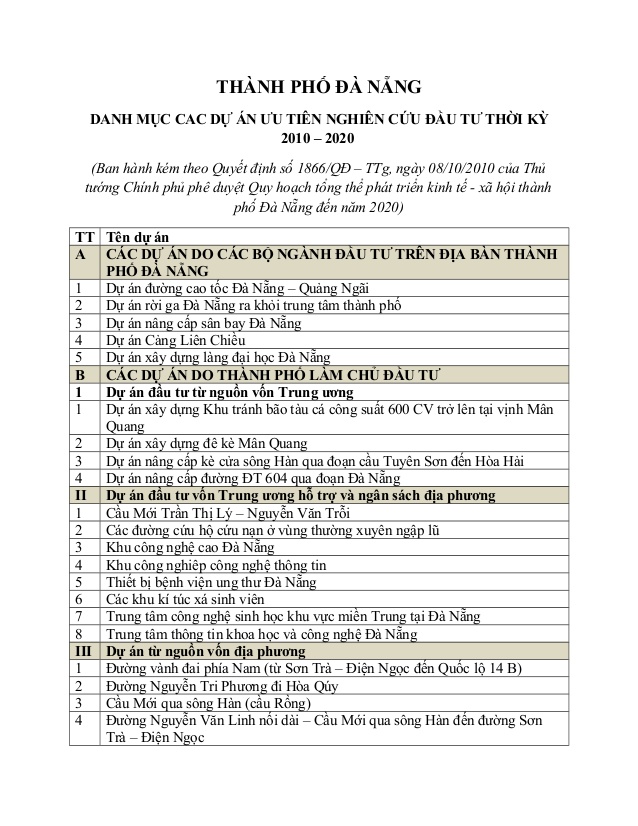 THÀNH PHỐ ĐÀ NẴNG
DANH MỤC CAC DỰ ÁN ƯU TIÊN NGHIÊN CỨU ĐẦU TƯ THỜI KỲ
2010 – 2020
(Ban hành kém theo Quyết định số 1866/QĐ – TTg, ngày 08/10/2010 của Thủ
tướng Chính phủ phê duyệt Quy hoạch tổng thể phát triển kinh tế - xã hội thành
phố Đà Nẵng đến năm 2020)
TT Tên dự án
A CÁC DỰ ÁN DO CÁC BỘ NGÀNH ĐẦU TƯ TRÊN ĐỊA BÀN THÀNH
PHỐ ĐÀ NẴNG
1 Dự án đường cao tốc Đà Nẵng – Quảng Ngãi
2 Dự án rời ga Đà Nẵng ra khỏi trung tâm thành phố
3 Dự án nâng cấp sân bay Đà Nẵng
4 Dự án Cảng Liên Chiều
5 Dự án xây dựng làng đại học Đà Nẵng
B CÁC DỰ ÁN DO THÀNH PHỐ LÀM CHỦ ĐẦU TƯ
1 Dự án đầu tư từ nguồn vốn Trung ương
1 Dự án xây dựng Khu tránh bão tàu cá công suất 600 CV trở lên tại vịnh Mân
Quang
2 Dự án xây dựng đê kè Mân Quang
3 Dự án nâng cấp kè cửa sông Hàn qua đoạn cầu Tuyên Sơn đến Hòa Hải
4 Dự án nâng cấp đường ĐT 604 qua đoạn Đà Nẵng
II Dự án đầu tư vốn Trung ương hỗ trợ và ngân sách địa phương
1 Cầu Mới Trần Thị Lý – Nguyễn Văn Trỗi
2 Các đường cứu hộ cứu nạn ở vùng thường xuyên ngập lũ
3 Khu công nghệ cao Đà Nẵng
4 Khu công nghiêp công nghệ thông tin
5 Thiết bị bệnh viện ung thư Đà Nẵng
6 Các khu kí túc xá sinh viên
7 Trung tâm công nghệ sinh học khu vực miền Trung tại Đà Nẵng
8 Trung tâm thông tin khoa học và công nghệ Đà Nẵng
III Dự án từ nguồn vốn địa phương
1 Đường vành đai phía Nam (từ Sơn Trà – Điện Ngọc đến Quốc lộ 14 B)
2 Đường Nguyễn Tri Phương đi Hòa Qúy
3 Cầu Mới qua sông Hàn (cầu Rồng)
4 Đường Nguyễn Văn Linh nối dài – Cầu Mới qua sông Hàn đến đường Sơn
Trà – Điện Ngọc